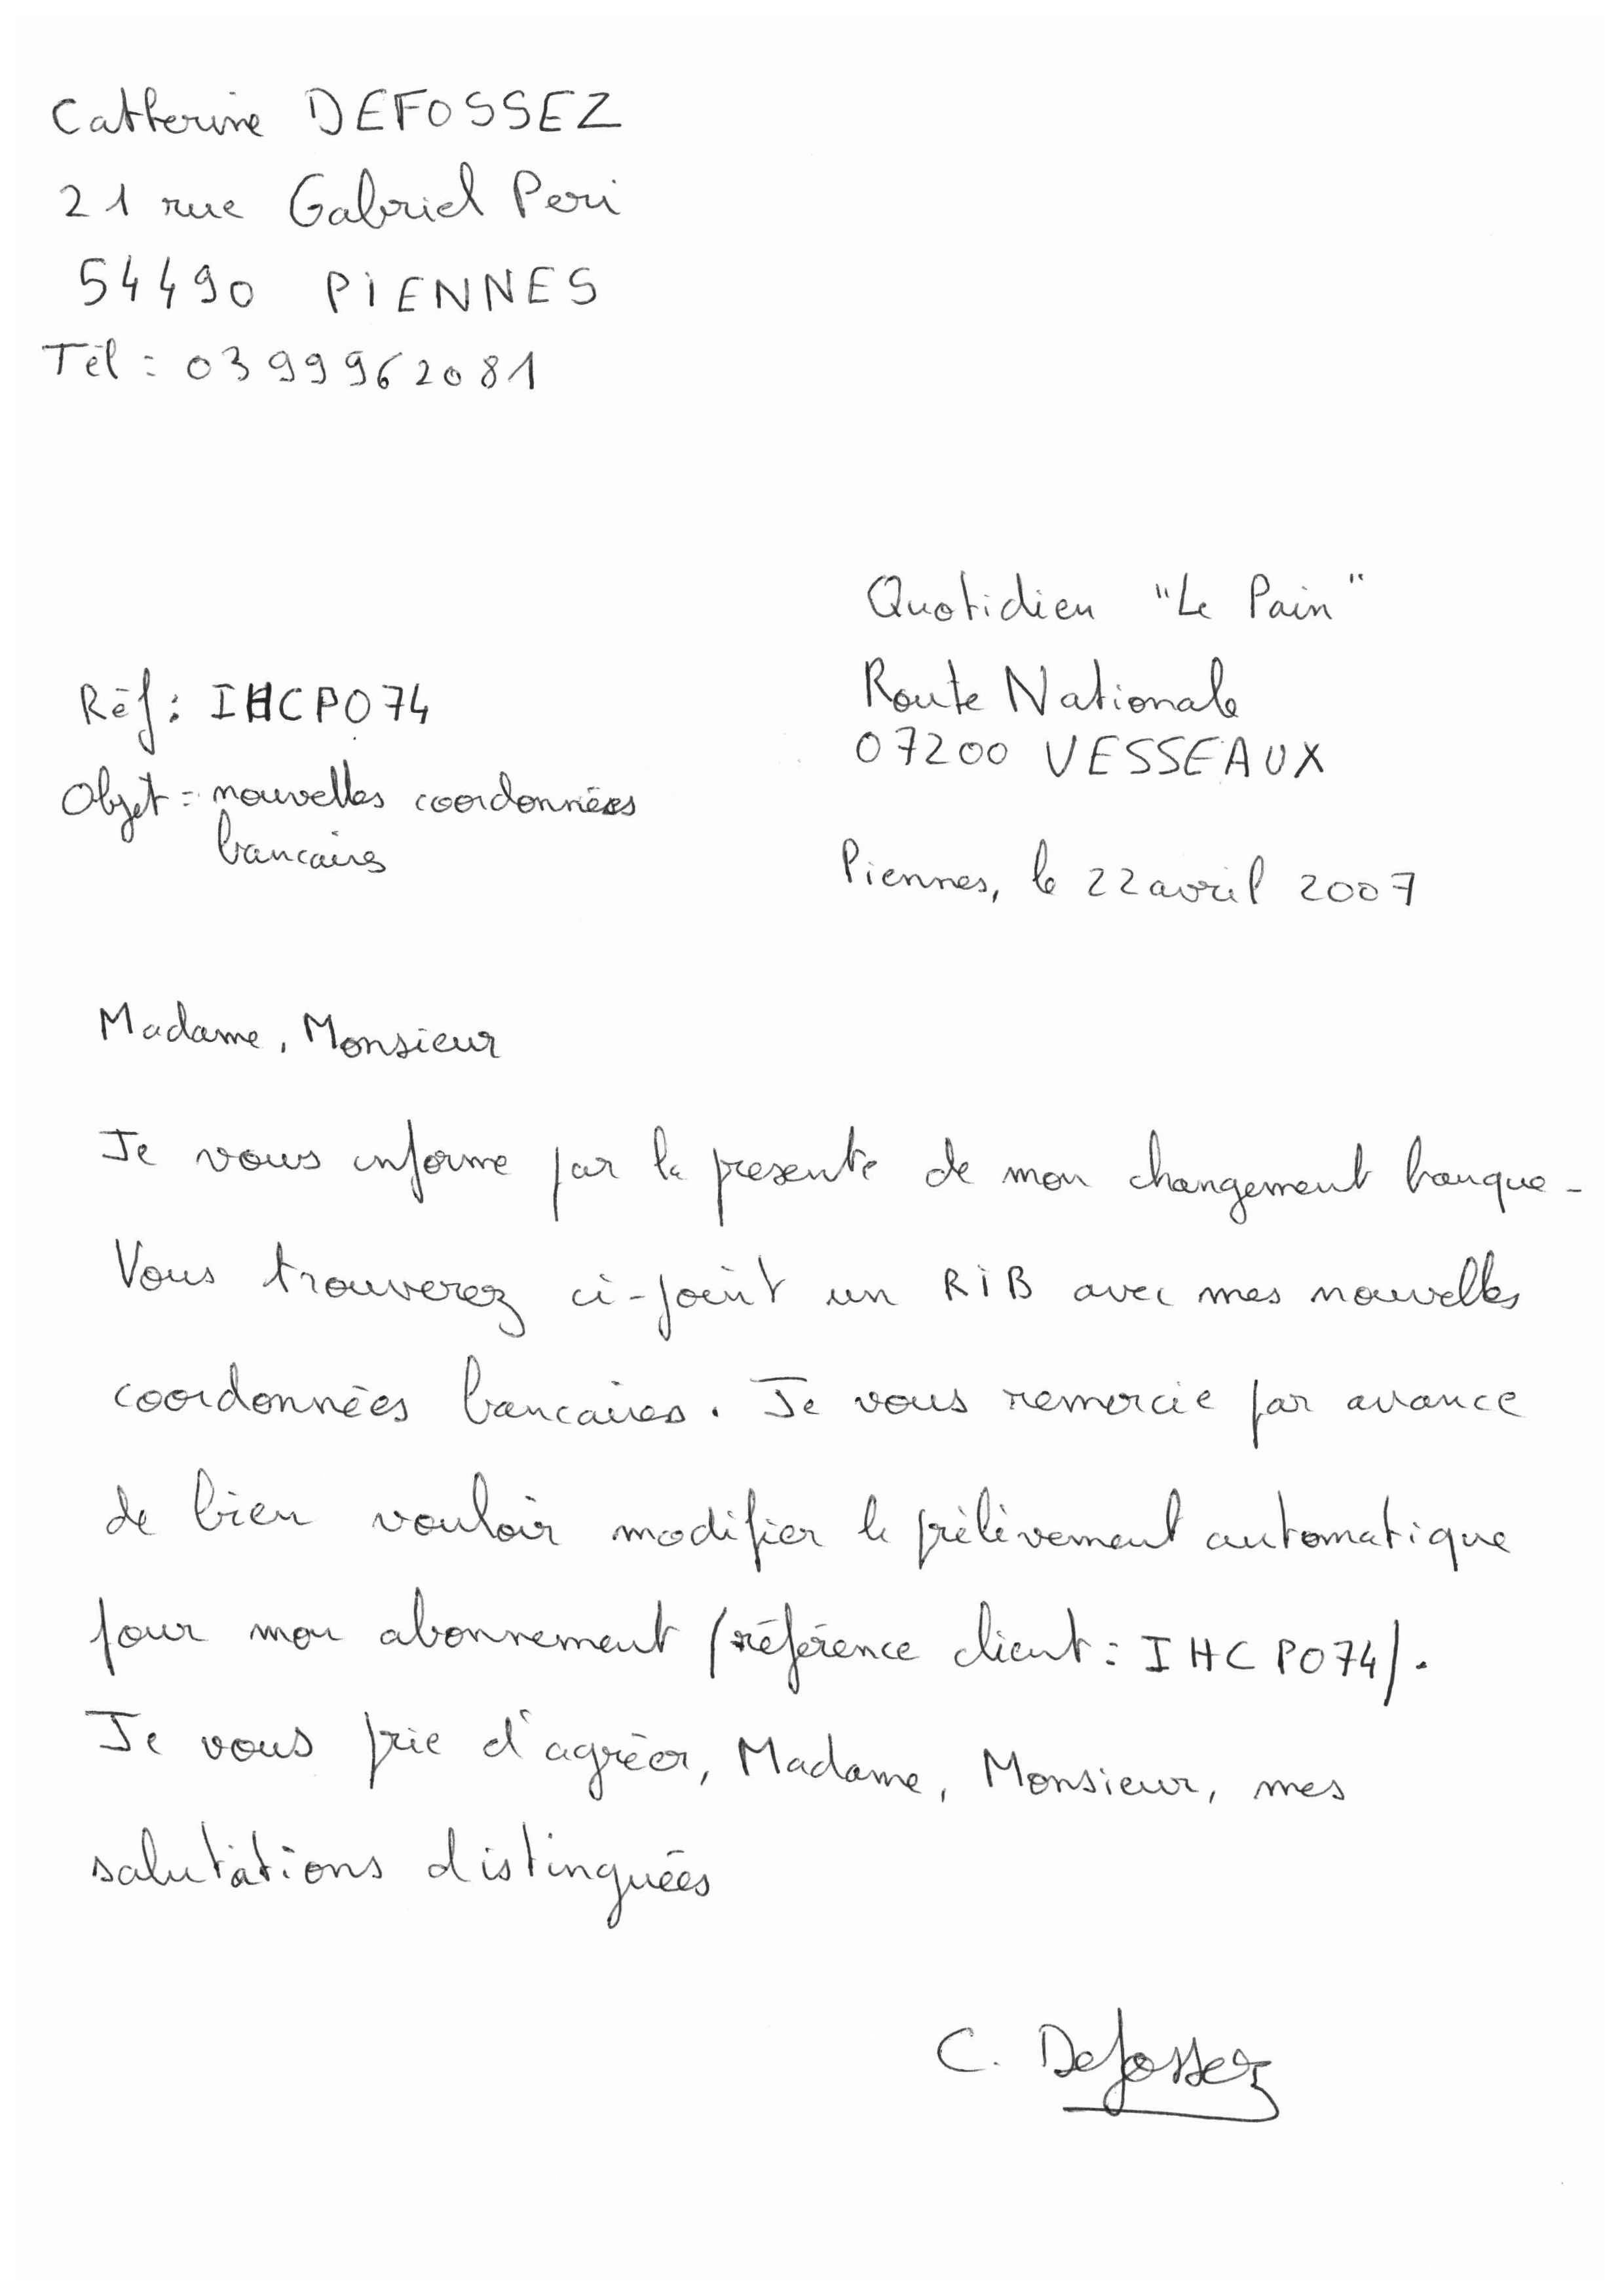 Catherine DEFOSSEZ
21 rue Gabriel Peri
54490 PIENNES
Tél : 0399962081
Quotidien "Le Pain"
Route Nationale
07200 VESSEAUX
Réf : IHCP074
Objet : nouvelles coordonnées
bancaires
Piennes, le 22 avril 2007
Madame, Monsieur
Je vous informe par la presente de mon changement banque.
Vous trouverez ci-joint un RIB avec mes nouvelles
coordonnées bancaires. Je vous remercie par avance
de bien vouloir modifier le prélèvement automatique
pour mon abonnement (référence client : IHCP074).
Je vous prie d'agréer, Madame, Monsieur, mes
salutations distinguées
C. Defossez